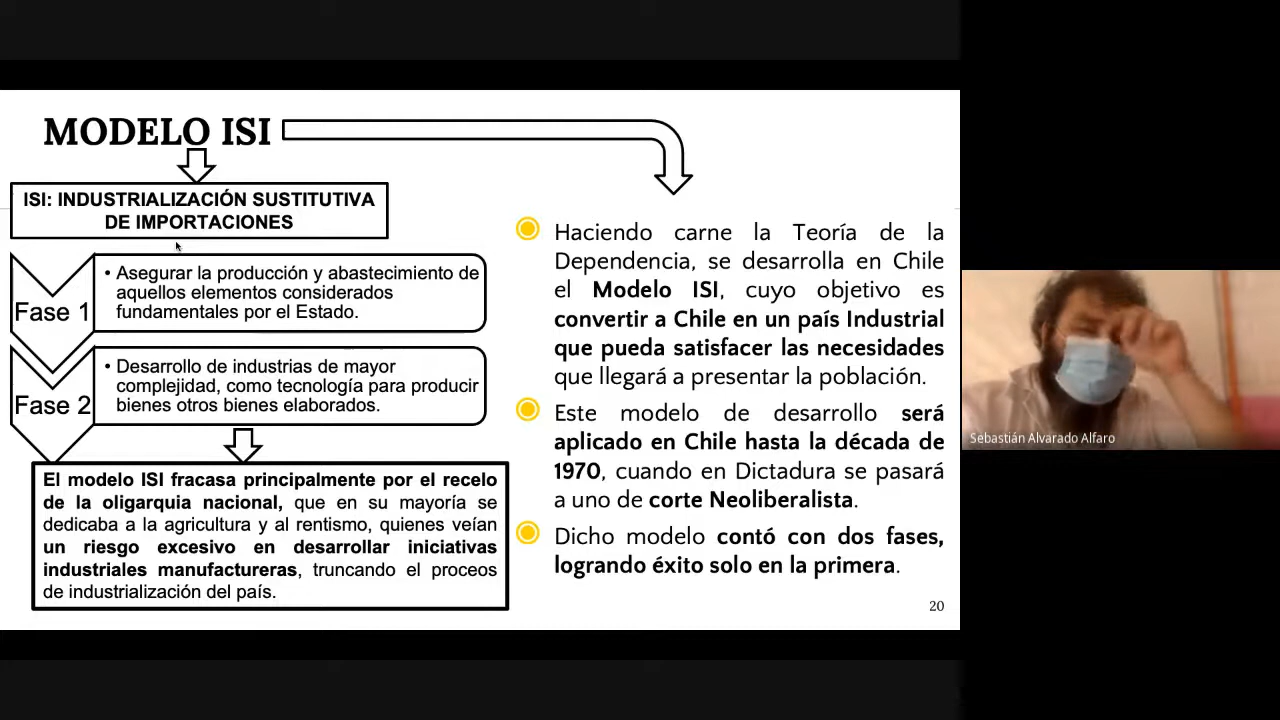 MODELO ISI
ISI: INDUSTRIALIZACIÓN SUSTITUTIVA
DE IMPORTACIONES
Fase 1
• Asegurar la producción y abastecimiento de
aquellos elementos considerados
fundamentales por el Estado.
Fase 2
• Desarrollo de industrias de mayor
complejidad, como tecnología para producir
bienes otros bienes elaborados.
El modelo ISI fracasa principalmente por el recelo
de la oligarquia nacional, que en su mayoría se
dedicaba a la agricultura y al rentismo, quienes veían
un riesgo excesivo en desarrollar iniciativas
industriales manufactureras, truncando el proceos
de industrialización del país.
Haciendo carne la Teoría de la
Dependencia, se desarrolla en Chile
el Modelo ISI, cuyo objetivo es
convertir a Chile en un país Industrial
que pueda satisfacer las necesidades
que llegará a presentar la población.
Este modelo de desarrollo será
aplicado en Chile hasta la década de
1970, cuando en Dictadura se pasará
a uno de corte Neoliberalista.
Dicho modelo contó con dos fases,
logrando éxito solo en la primera.
20
Sebastián Alvarado Alfaro